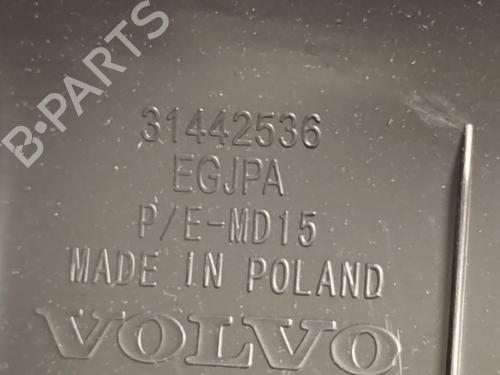 B-PARTS
31442536
EGJPA
P/E-MD15
MADE IN POLAND
VOLVO